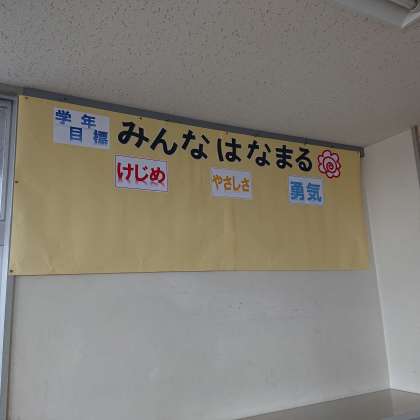 学年
目標
みんなはなまる
けじめ
やさしさ
勇気